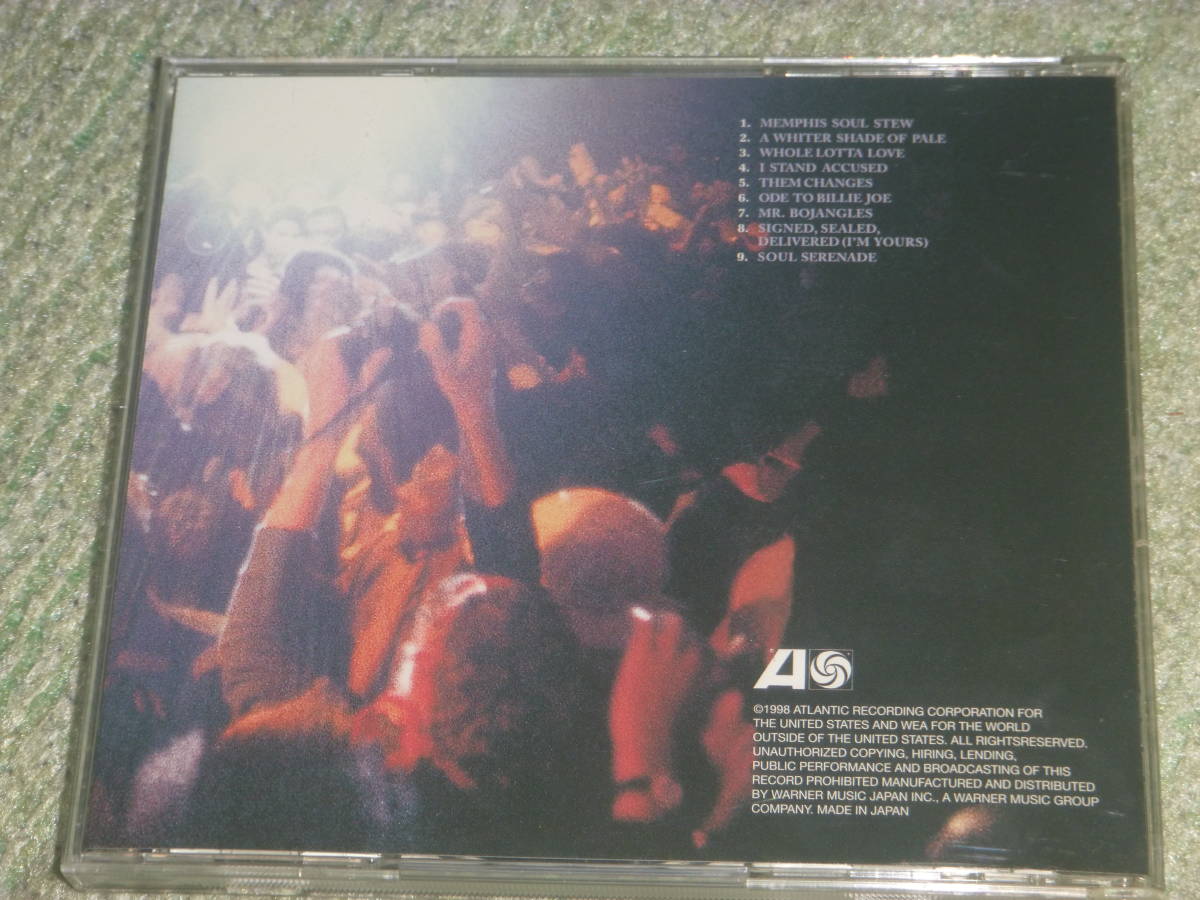 1. MEMPHIS SOUL STEW
2. A WHITER SHADE OF PALE
3. WHOLE LOTTA LOVE
4. I STAND ACCUSED
5. THEM CHANGES
6. ODE TO BILLIE JOE
7. MR. BOJANGLES
8. SIGNED, SEALED,
DELIVERED (I'M YOURS)
9. SOUL SERENADE
A
©1998 ATLANTIC RECORDING CORPORATION FOR
THE UNITED STATES AND WEA FOR THE WORLD
OUTSIDE OF THE UNITED STATES. ALL RIGHTSRESERVED.
UNAUTHORIZED COPYING, HIRING, LENDING,
PUBLIC PERFORMANCE AND BROADCASTING OF THIS
RECORD PROHIBITED MANUFACTURED AND DISTRIBUTED
BY WARNER MUSIC JAPAN INC., A WARNER MUSIC GROUP
COMPANY. MADE IN JAPAN